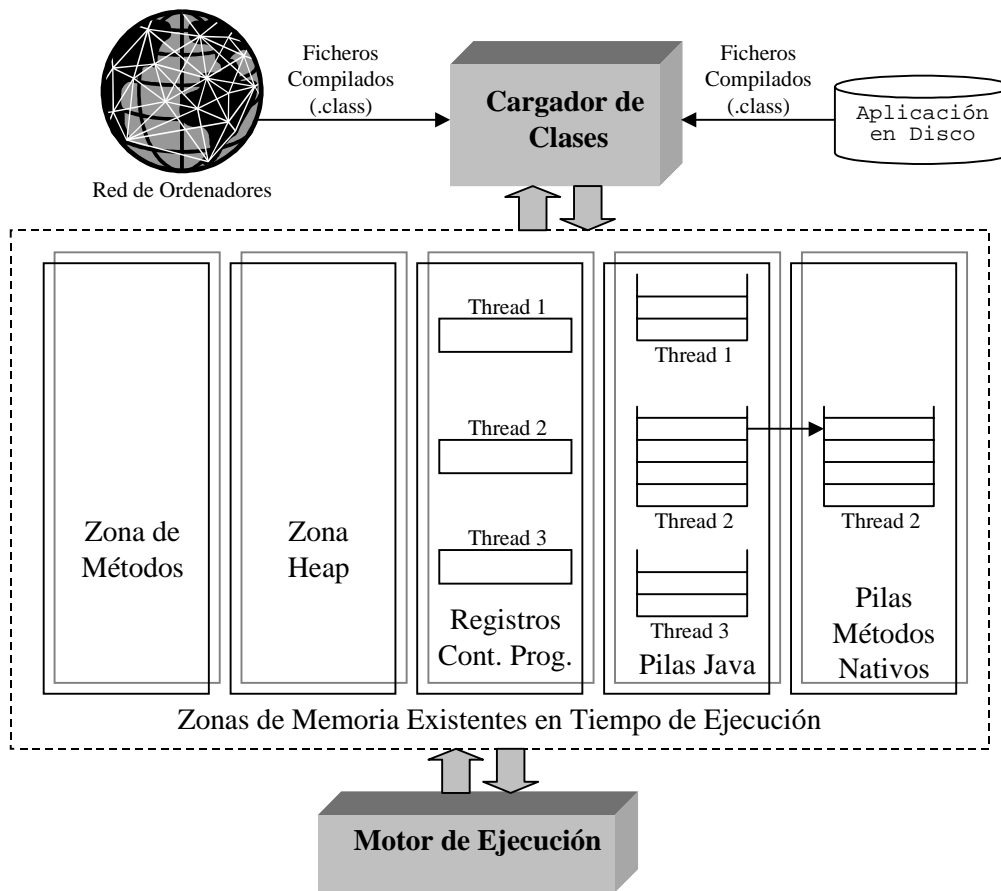 Ficheros
Compilados
(.class)
Cargador de
Clases
Ficheros
Compilados
(.class)
Aplicación
en Disco
Red de Ordenadores
Zona de
Métodos
Zona
Heap
Thread 1
Thread 2
Thread 3
Registros
Cont. Prog.
Thread 1
Thread 2
Thread 3
Pilas Java
Thread 2
Pilas
Métodos
Nativos
Zonas de Memoria Existentes en Tiempo de Ejecución
Motor de Ejecución